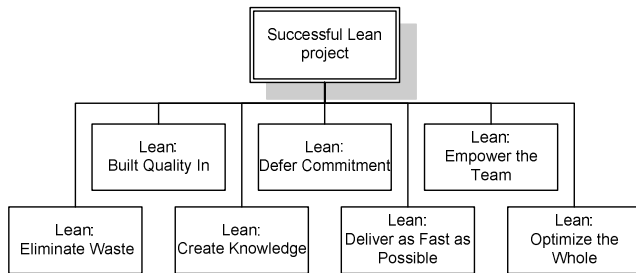 Successful Lean
project
Lean:
Built Quality In
Lean:
Defer Commitment
Lean:
Empower the
Team
Lean:
Eliminate Waste
Lean:
Create Knowledge
Lean:
Deliver as Fast as
Possible
Lean:
Optimize the
Whole